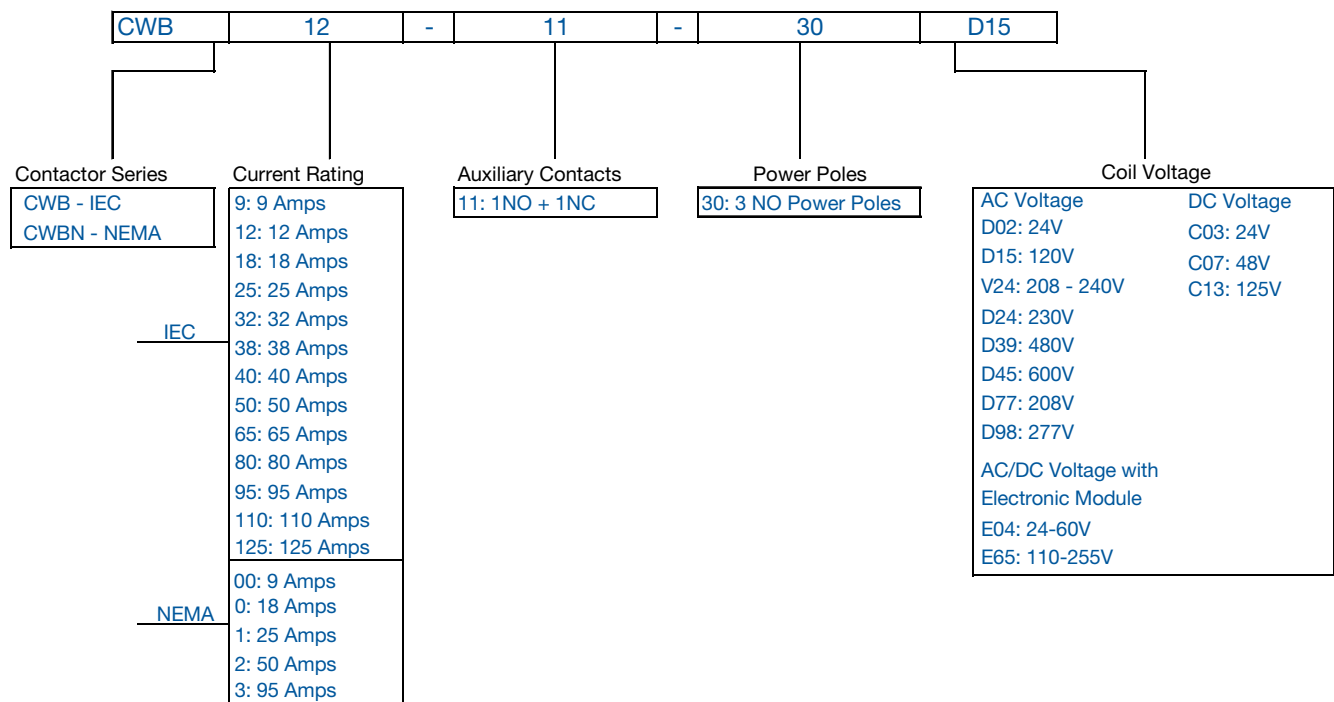 CWB 12 - 11 - 30 D15
Contactor Series
CWB - IEC
CWBN - NEMA
Current Rating
IEC
9: 9 Amps
12: 12 Amps
18: 18 Amps
25: 25 Amps
32: 32 Amps
38: 38 Amps
40: 40 Amps
50: 50 Amps
65: 65 Amps
80: 80 Amps
95: 95 Amps
110: 110 Amps
125: 125 Amps
NEMA
00: 9 Amps
0: 18 Amps
1: 25 Amps
2: 50 Amps
3: 95 Amps
Auxiliary Contacts
11: 1NO + 1NC
Power Poles
30: 3 NO Power Poles
Coil Voltage
AC Voltage
D02: 24V
D15: 120V
V24: 208 - 240V
D24: 230V
D39: 480V
D45: 600V
D77: 208V
D98: 277V
AC/DC Voltage with
Electronic Module
E04: 24-60V
E65: 110-255V
DC Voltage
C03: 24V
C07: 48V
C13: 125V